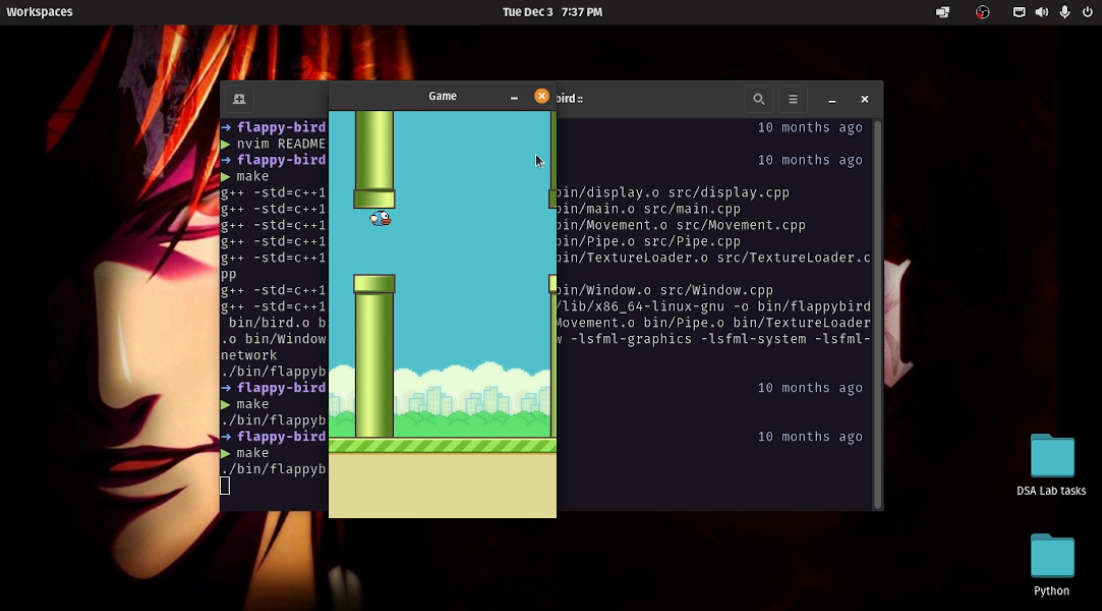 Workspaces
Tue Dec 3 7:37 PM
Game
bird ::
➜ flappy-bird 10 months ago
▶ nvim README
➜ flappy-bird 10 months ago
▶ make
g++ -std=c++1 bin/display.o src/display.cpp
g++ -std=c++1 bin/main.o src/main.cpp
g++ -std=c++1 bin/Movement.o src/Movement.cpp
g++ -std=c++1 bin/Pipe.o src/Pipe.cpp
g++ -std=c++1 bin/TextureLoader.o src/TextureLoader.c
pp
g++ -std=c++1 bin/Window.o src/Window.cpp
g++ -std=c++1 /lib/x86_64-linux-gnu -o bin/flappybird
bin/bird.o b Movement.o bin/Pipe.o bin/TextureLoader
.o bin/Window w -lsfml-graphics -lsfml-system -lsfml-
network
./bin/flappyb
➜ flappy-bird 10 months ago
▶ make
./bin/flappyb
➜ flappy-bird 10 months ago
▶ make
./bin/flappyb
DSA Lab tasks
Python